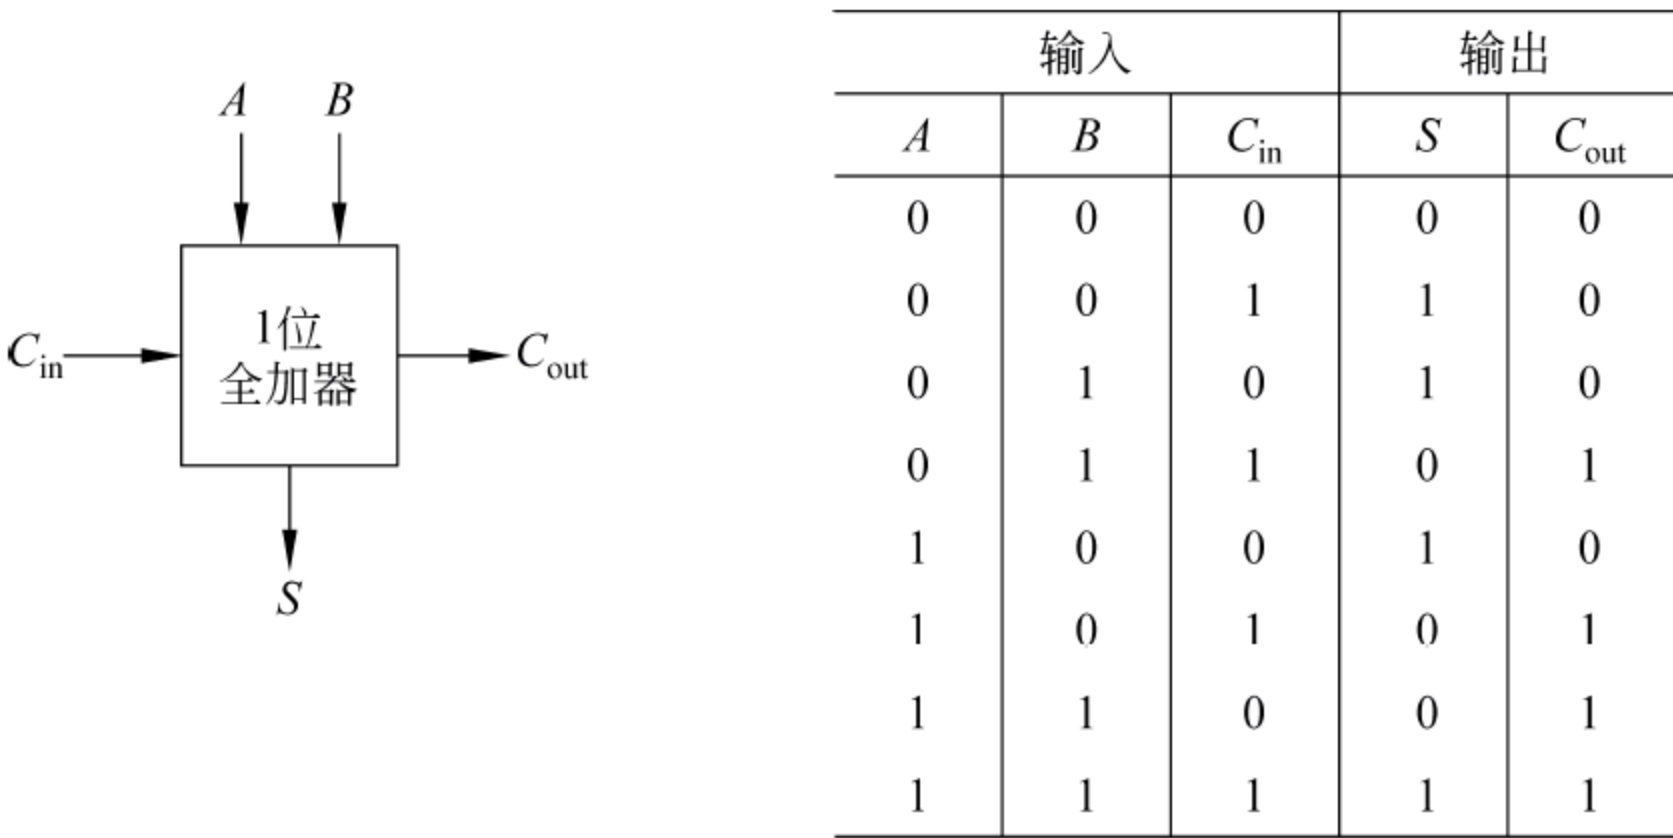 A B
C_in 1位 C_out
全加器
S
输入 输出
A B C_in S C_out
0 0 0 0 0
0 0 1 1 0
0 1 0 1 0
0 1 1 0 1
1 0 0 1 0
1 0 1 0 1
1 1 0 0 1
1 1 1 1 1